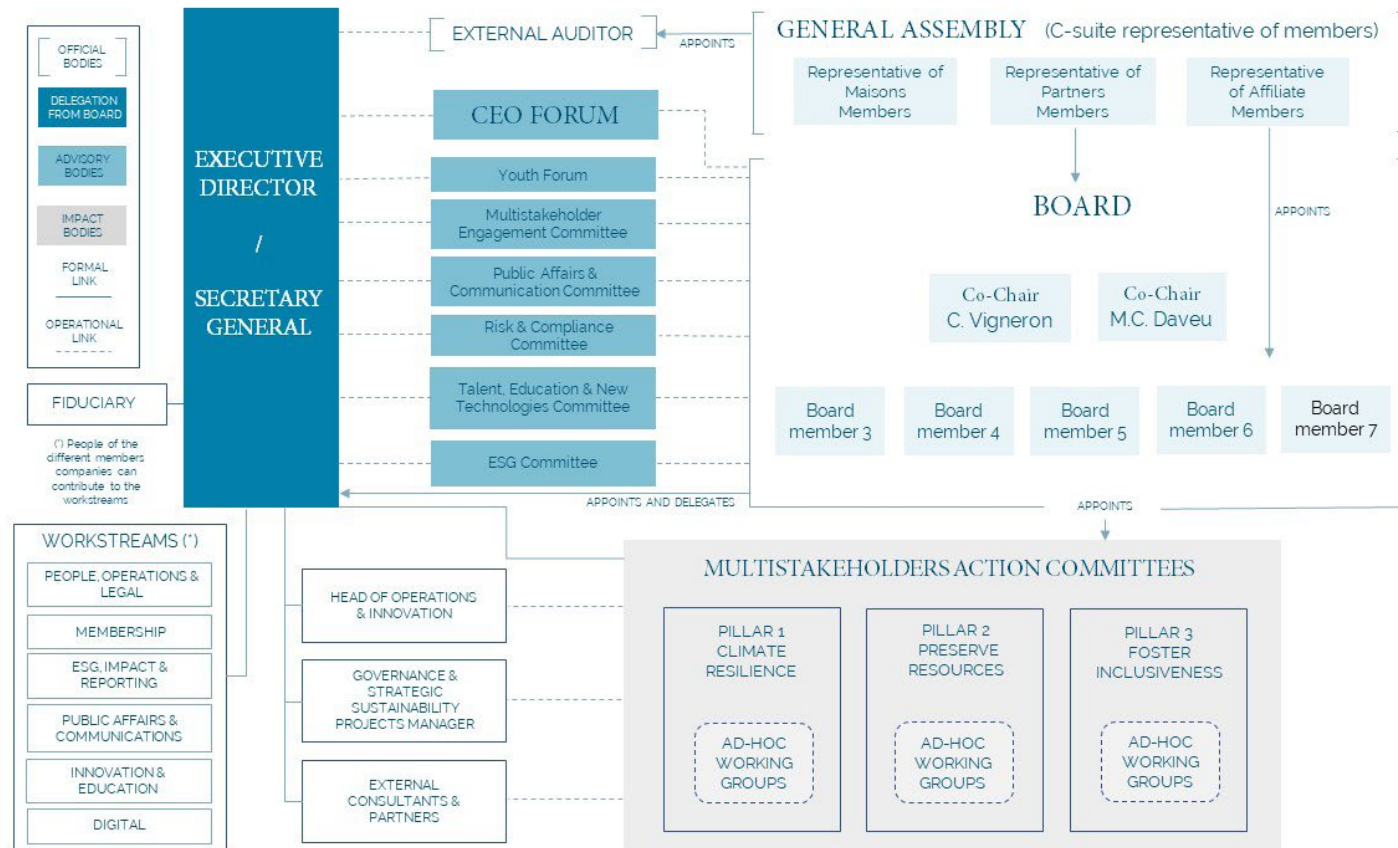 OFFICIAL
BODIES
DELEGATION
FROM BOARD
ADVISORY
BODIES
IMPACT
BODIES
FORMAL
LINK
OPERATIONAL
LINK
FIDUCIARY
(*) People of the
different members
companies can
contribute to the
workstreams
EXECUTIVE
DIRECTOR
/
SECRETARY
GENERAL
EXTERNAL AUDITOR
APPOINTS
GENERAL ASSEMBLY (C-suite representative of members)
Representative of
Maisons
Members
Representative of
Partners
Members
Representative
of Affiliate
Members
CEO FORUM
Youth Forum
Multistakeholder
Engagement Committee
Public Affairs &
Communication Committee
Risk & Compliance
Committee
Talent, Education & New
Technologies Committee
ESG Committee
BOARD
APPOINTS
Co-Chair
C. Vigneron
Co-Chair
M.C. Daveu
Board
member 3
Board
member 4
Board
member 5
Board
member 6
Board
member 7
APPOINTS AND DELEGATES
APPOINTS
WORKSTREAMS (*)
PEOPLE, OPERATIONS &
LEGAL
MEMBERSHIP
ESG, IMPACT &
REPORTING
PUBLIC AFFAIRS &
COMMUNICATIONS
INNOVATION &
EDUCATION
DIGITAL
HEAD OF OPERATIONS
& INNOVATION
GOVERNANCE &
STRATEGIC
SUSTAINABILITY
PROJECTS MANAGER
EXTERNAL
CONSULTANTS &
PARTNERS
MULTISTAKEHOLDERS ACTION COMMITTEES
PILLAR 1
CLIMATE
RESILIENCE
AD-HOC
WORKING
GROUPS
PILLAR 2
PRESERVE
RESOURCES
AD-HOC
WORKING
GROUPS
PILLAR 3
FOSTER
INCLUSIVENESS
AD-HOC
WORKING
GROUPS